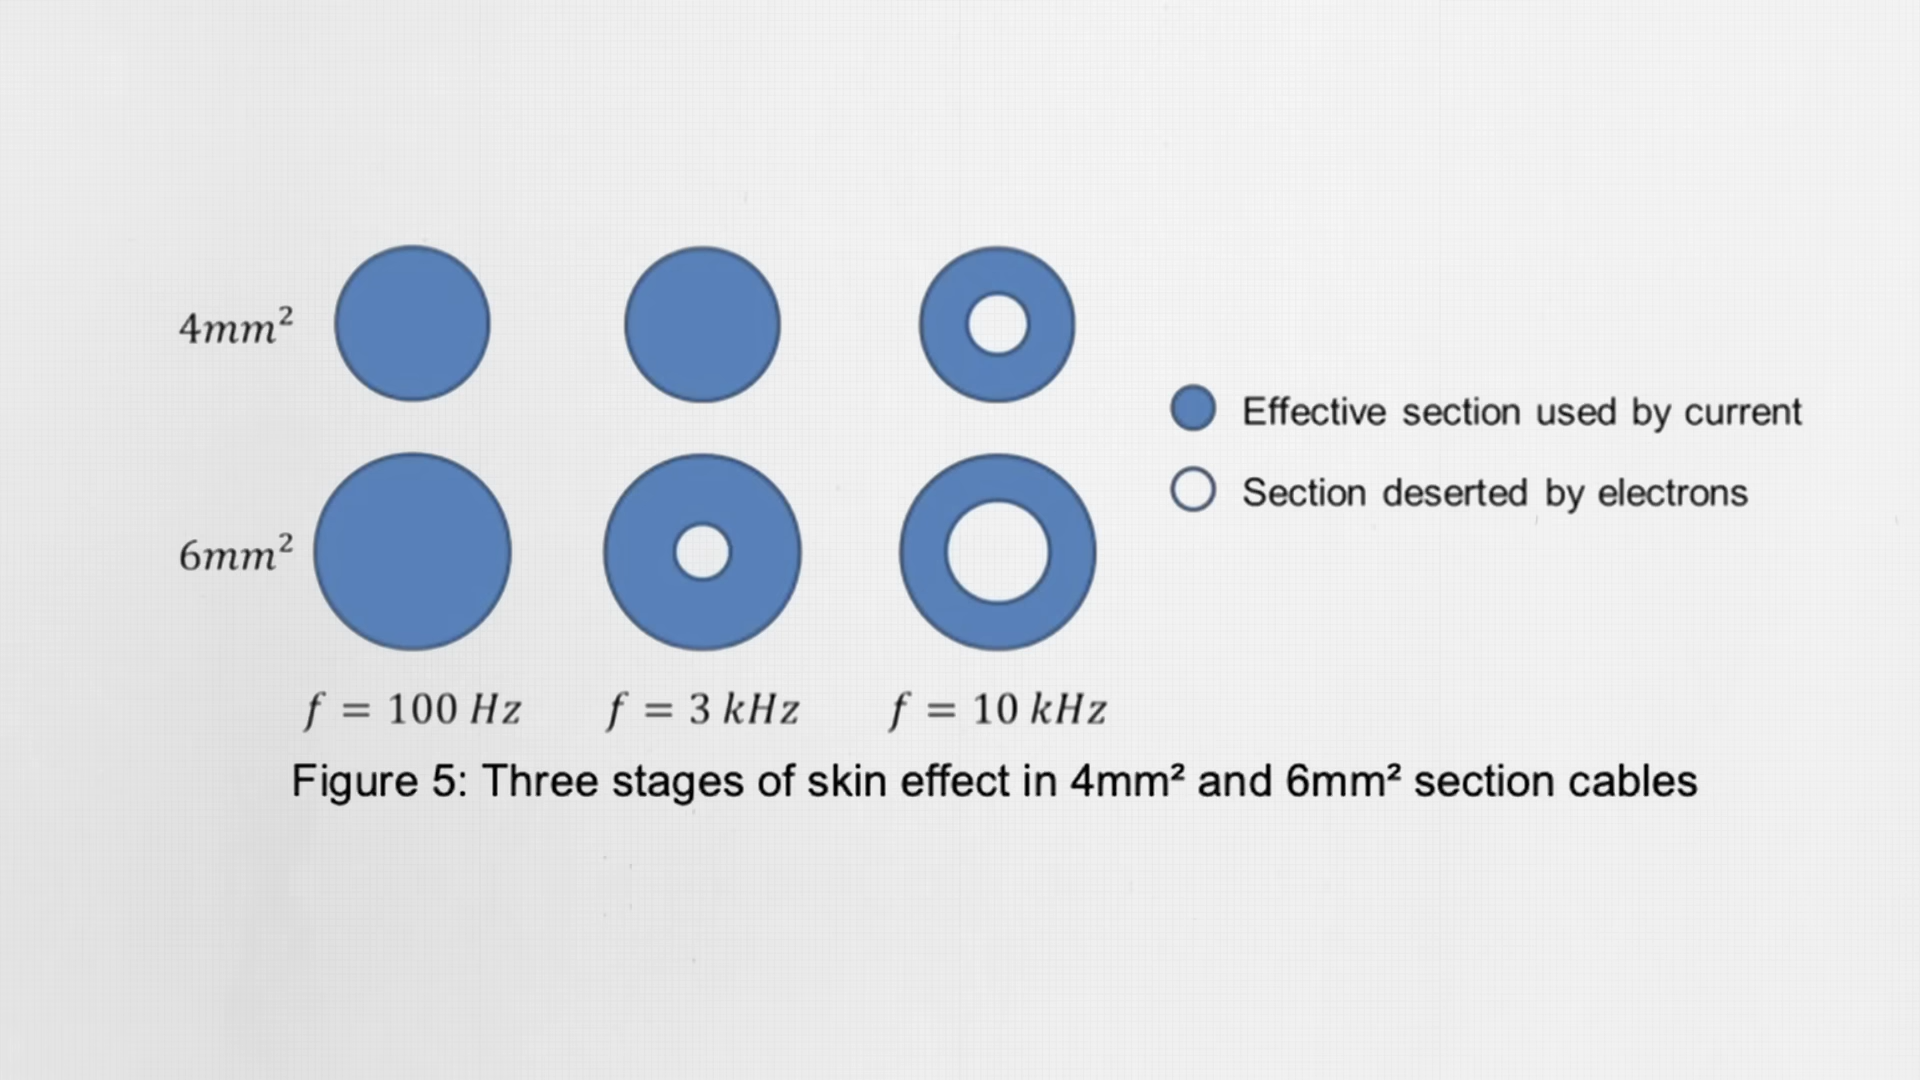 4mm²
Effective section used by current
Section deserted by electrons
6mm²
f = 100 Hz
f = 3 kHz
f = 10 kHz
Figure 5: Three stages of skin effect in 4mm² and 6mm² section cables